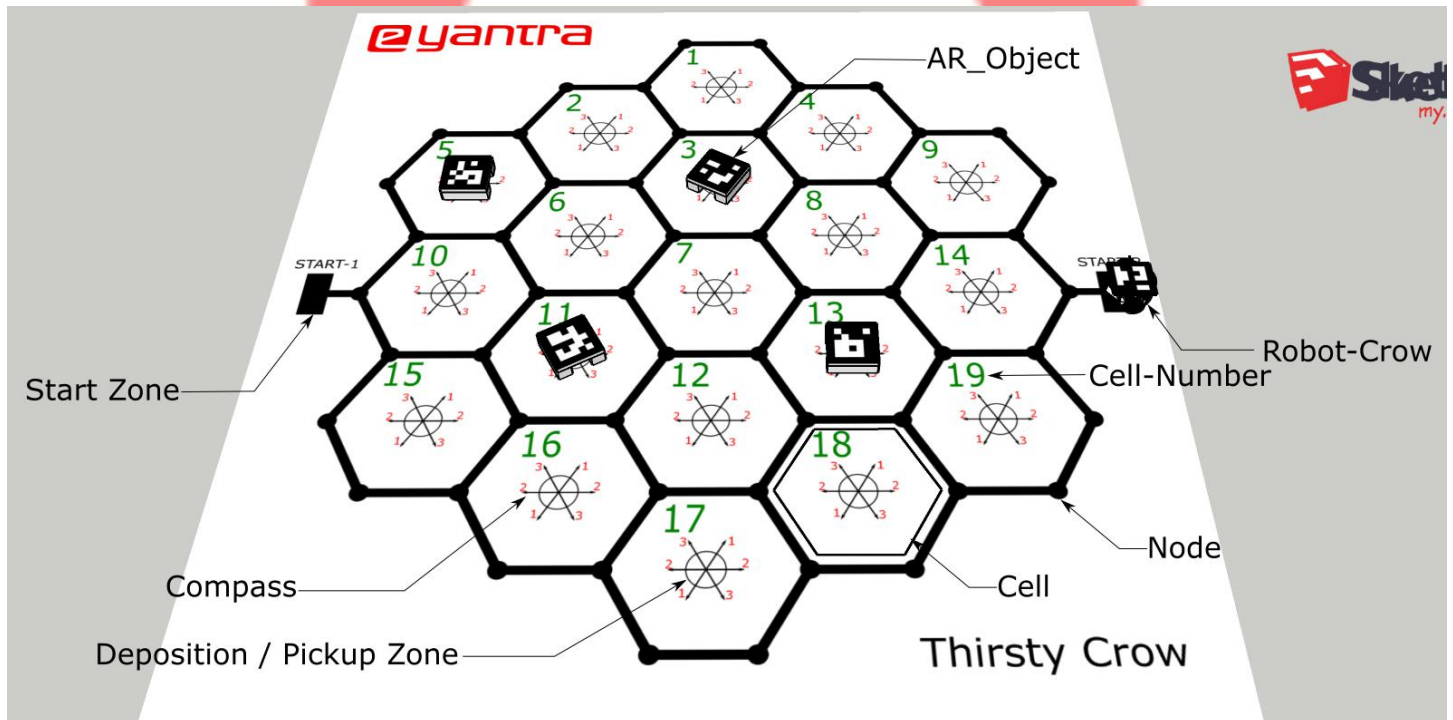 eyantra
AR_Object
my.
1
2
4
5
3
9
6
8
10
7
14
START-1
11
13
Robot-Crow
Start Zone
15
12
19
Cell-Number
16
18
17
Node
Compass
Cell
Deposition / Pickup Zone
Thirsty Crow